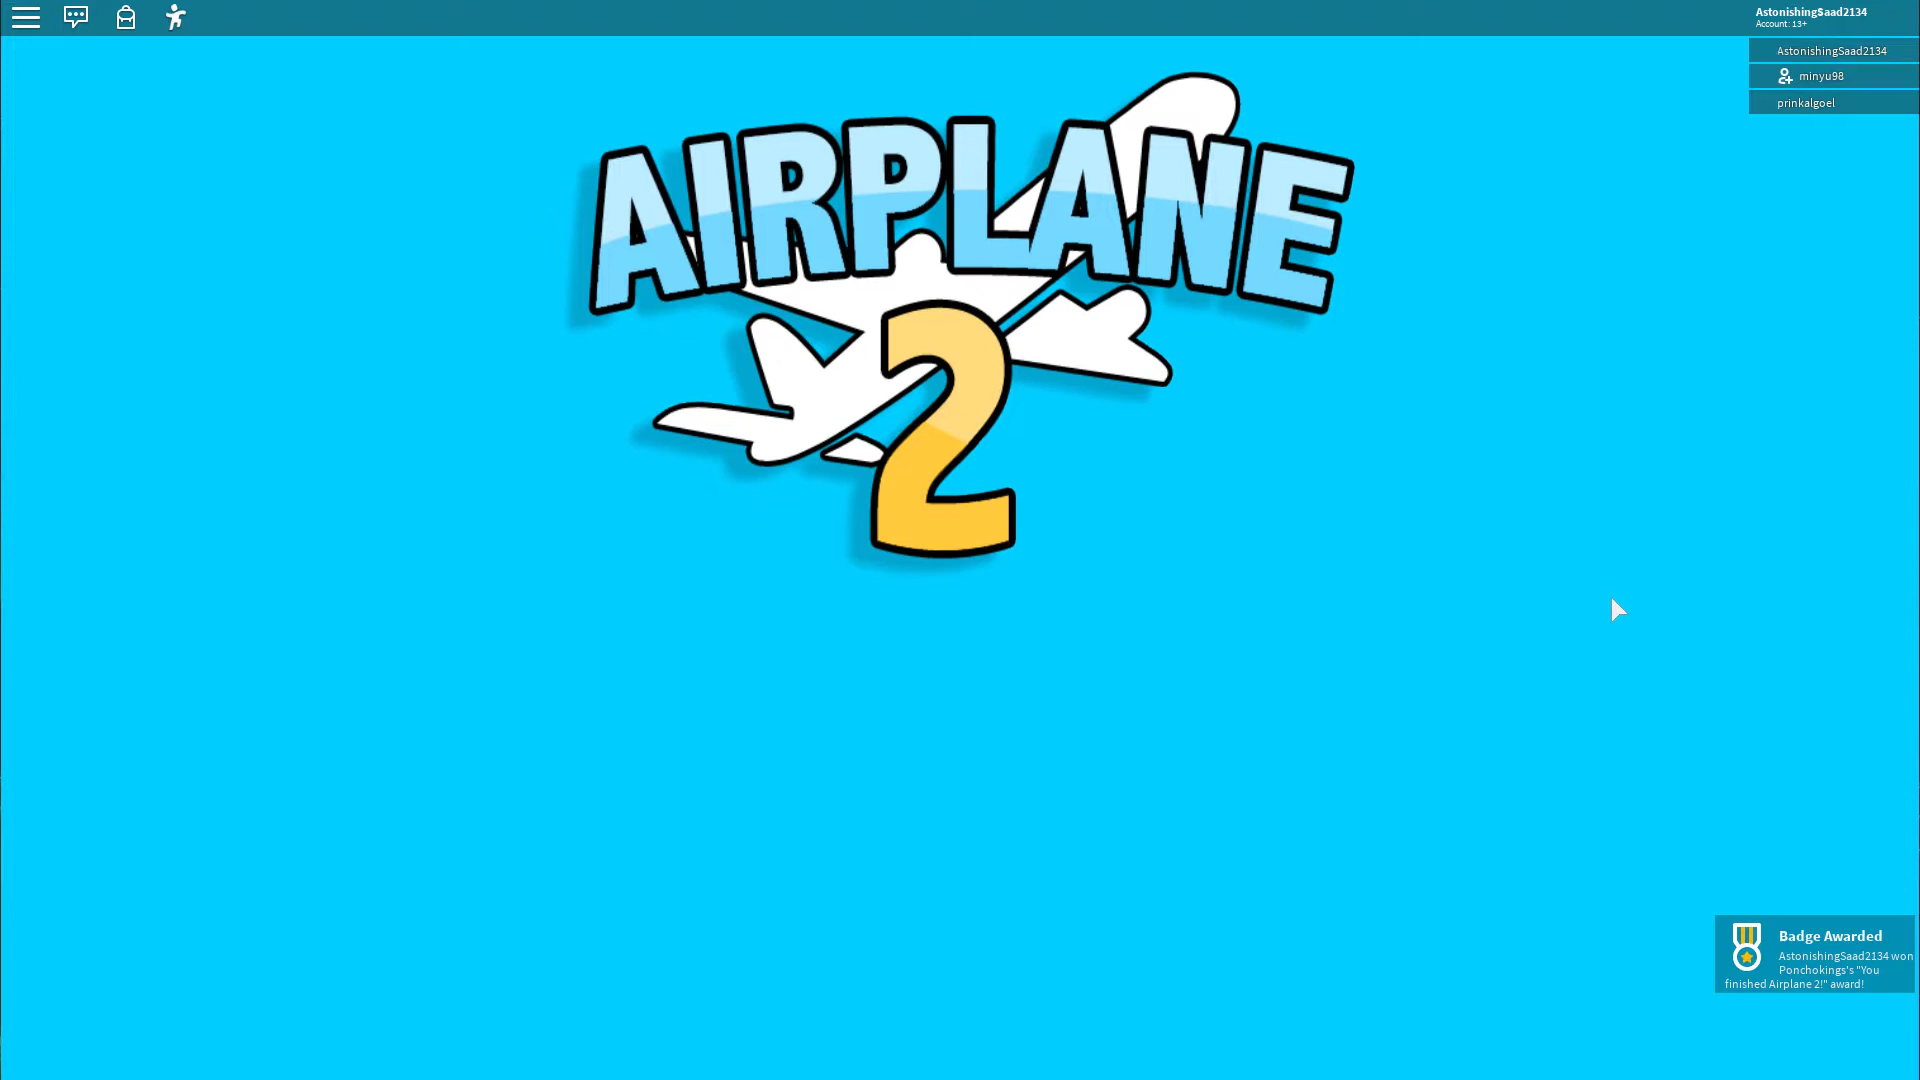 AstonishingSaad2134
Account: 13+
AstonishingSaad2134
minyu98
prinkalgoel
AIRPLANE
2
Badge Awarded
AstonishingSaad2134 won
Ponchokings's "You
finished Airplane 2!" award!